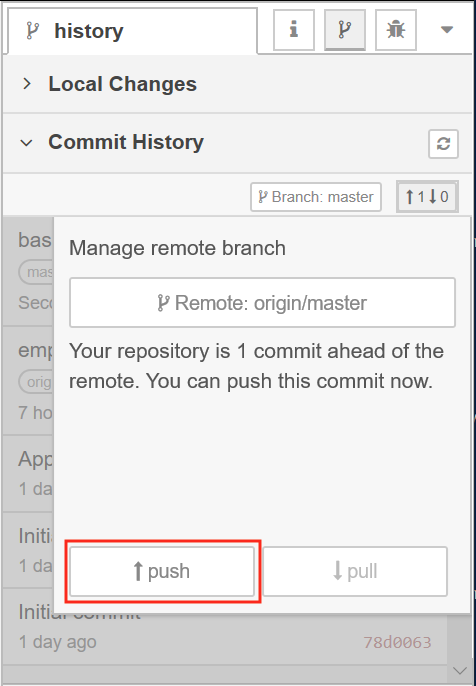 history
Local Changes
Commit History
Branch: master
1 0
bas
mas
Manage remote branch
Remote: origin/master
Seco
Your repository is 1 commit ahead of the
remote. You can push this commit now.
emp
orig
7 ho
App
1 da
Initi
1 da
push
pull
Initial commit
1 day ago
78d0063